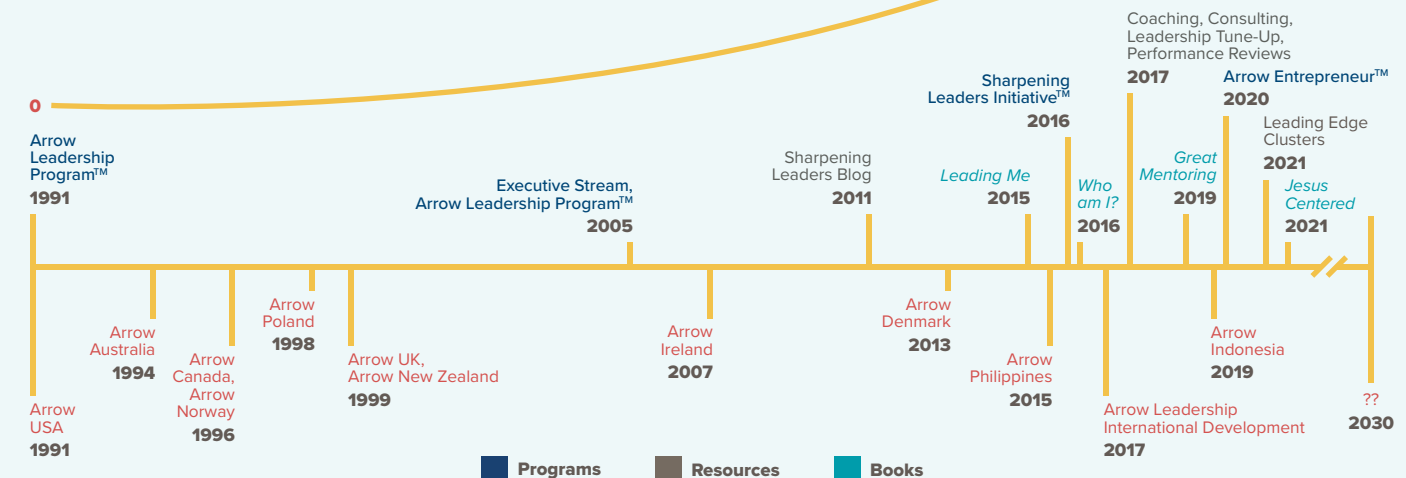 0
Arrow
Leadership
Program™
1991
Executive Stream,
Arrow Leadership Program™
2005
Sharpening
Leaders Blog
2011
Leading Me
2015
Sharpening
Leaders Initiative™
2016
Who
am I?
2016
Coaching, Consulting,
Leadership Tune-Up,
Performance Reviews
2017
Great
Mentoring
2019
Arrow Entrepreneur™
2020
Leading Edge
Clusters
2021
Jesus
Centered
2021
Arrow
USA
1991
Arrow
Australia
1994
Arrow
Canada,
Arrow
Norway
1996
Arrow
Poland
1998
Arrow UK,
Arrow New Zealand
1999
Arrow
Ireland
2007
Arrow
Denmark
2013
Arrow
Philippines
2015
Arrow Leadership
International Development
2017
Arrow
Indonesia
2019
??
2030
Programs
Resources
Books